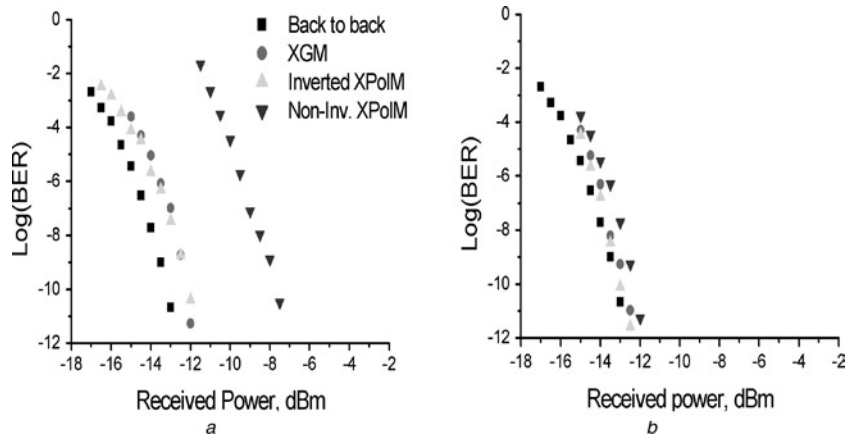 0
-2
-4
-6
-8
-10
-12
Log(BER)
-18 -16 -14 -12 -10 -8 -6 -4 -2
Received Power, dBm
a
Back to back
XGM
Inverted XPolM
Non-Inv. XPolM
0
-2
-4
-6
-8
-10
-12
Log(BER)
-18 -16 -14 -12 -10 -8 -6 -4 -2
Received power, dBm
b